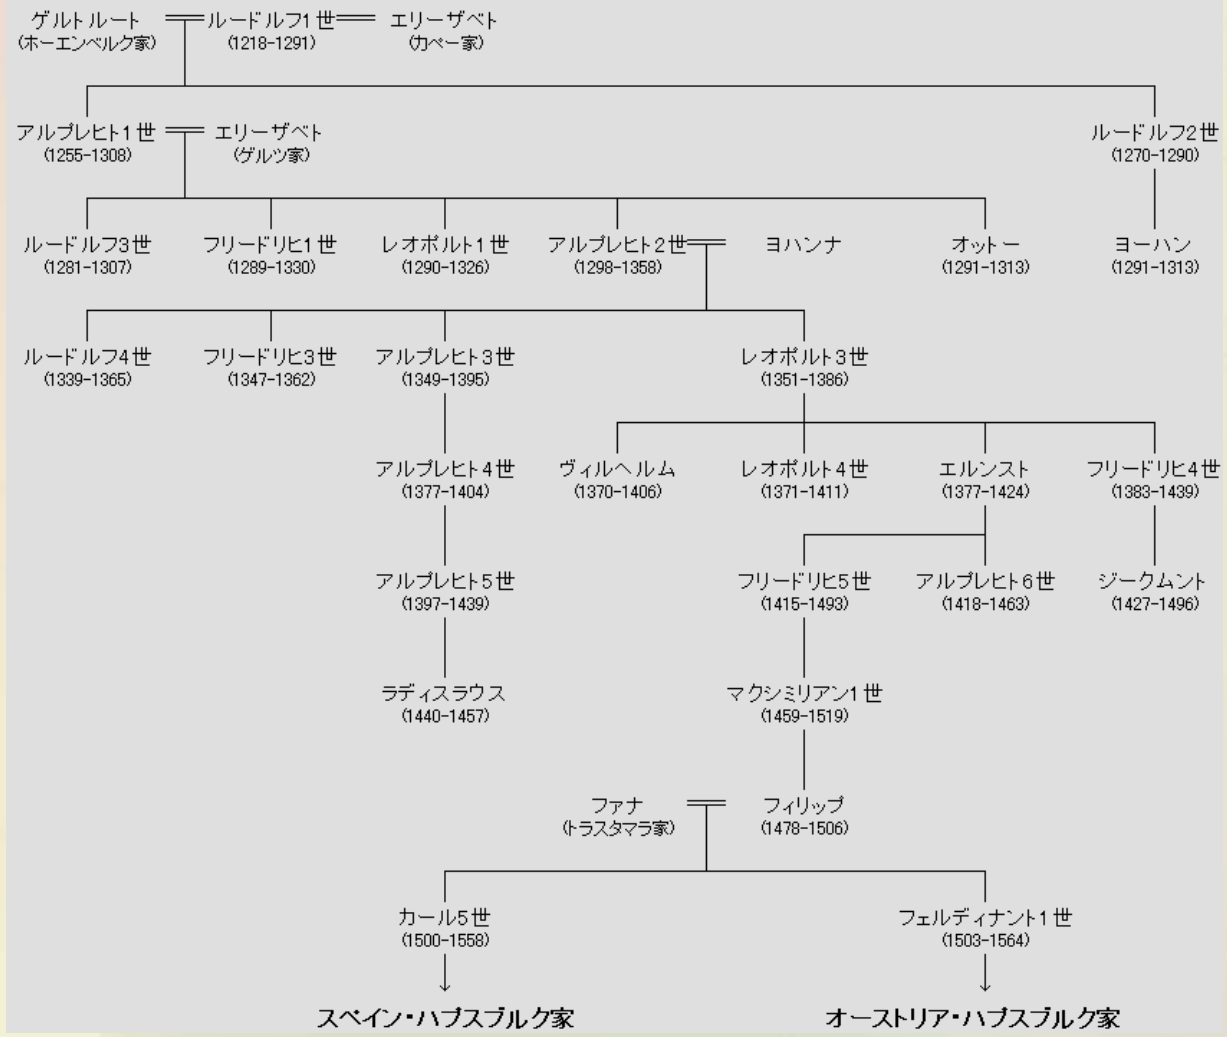 ゲルトルート ルードルフ1世 エリーザベト
(ホーエンベルク家) (1218-1291) (カペー家)
アルブレヒト1世 エリーザベト ルードルフ2世
(1255-1308) (ゲルツ家) (1270-1290)
ルードルフ3世 フリードリヒ1世 レオポルト1世 アルブレヒト2世 ヨハンナ オットー ヨーハン
(1281-1307) (1289-1330) (1290-1326) (1298-1358) (1291-1313) (1291-1313)
ルードルフ4世 フリードリヒ3世 アルブレヒト3世 レオポルト3世
(1339-1365) (1347-1362) (1349-1395) (1351-1386)
アルブレヒト4世 ヴィルヘルム レオポルト4世 エルンスト フリードリヒ4世
(1377-1404) (1370-1406) (1371-1411) (1377-1424) (1383-1439)
アルブレヒト5世 フリードリヒ5世 アルブレヒト6世 ジークムント
(1397-1439) (1415-1493) (1418-1463) (1427-1496)
ラディスラウス マクシミリアン1世
(1440-1457) (1459-1519)
ファナ フィリップ
(トラスタマラ家) (1478-1506)
カール5世 フェルディナント1世
(1500-1558) (1503-1564)
スペイン・ハプスブルク家 オーストリア・ハプスブルク家